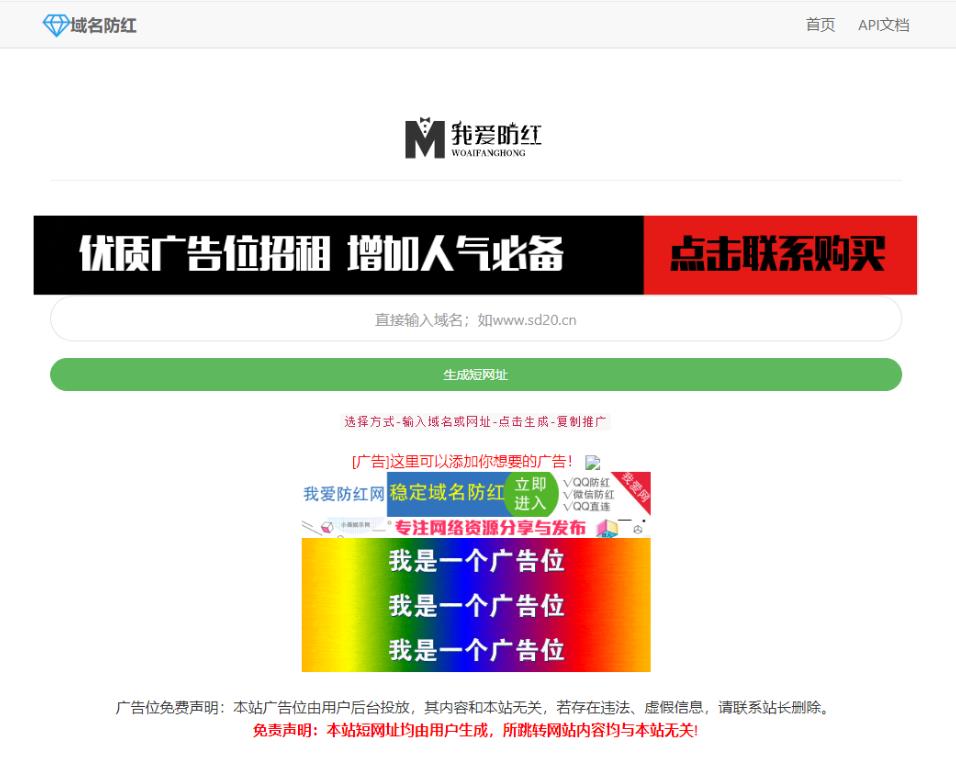 域名防红
首页 API文档
我爱防红
WOAIFANGHONG
优质广告位招租 增加人气必备 点击联系购买
直接输入域名；如www.sd20.cn
生成短网址
选择方式-输入域名或网址-点击生成-复制推广
[广告]这里可以添加你想要的广告！
我爱防红网 稳定域名防红 立即进入
√QQ防红
√微信防红
√QQ直连
我爱网
专注网络资源分享与发布
我是一个广告位
我是一个广告位
我是一个广告位
广告位免费声明：本站广告位由用户后台投放，其内容和本站无关，若存在违法、虚假信息，请联系站长删除。
免责声明：本站短网址均由用户生成，所跳转网站内容均与本站无关!